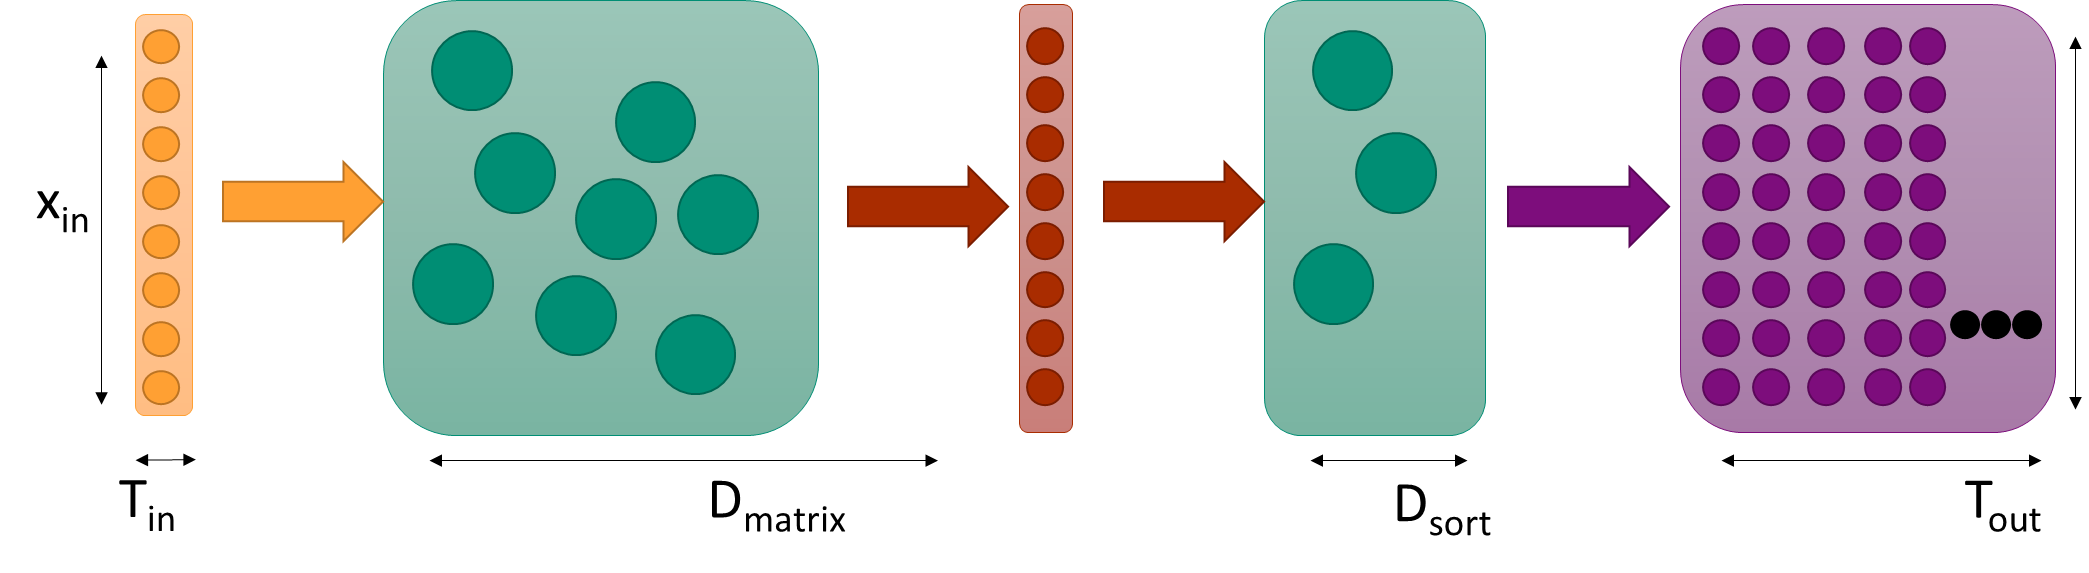 x_in
T_in
D_matrix
D_sort
T_out